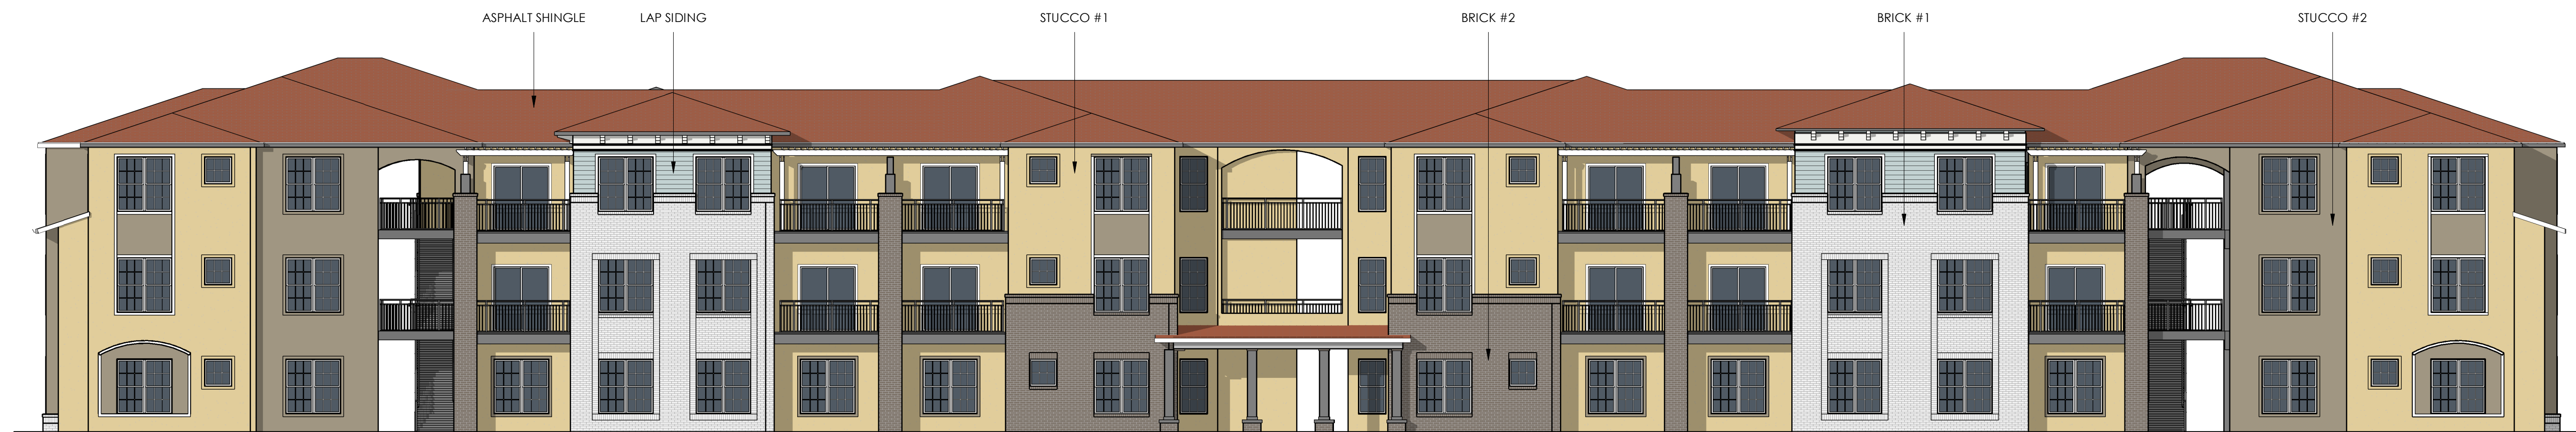 ASPHALT SHINGLE
LAP SIDING
STUCCO #1
BRICK #2
BRICK #1
STUCCO #2